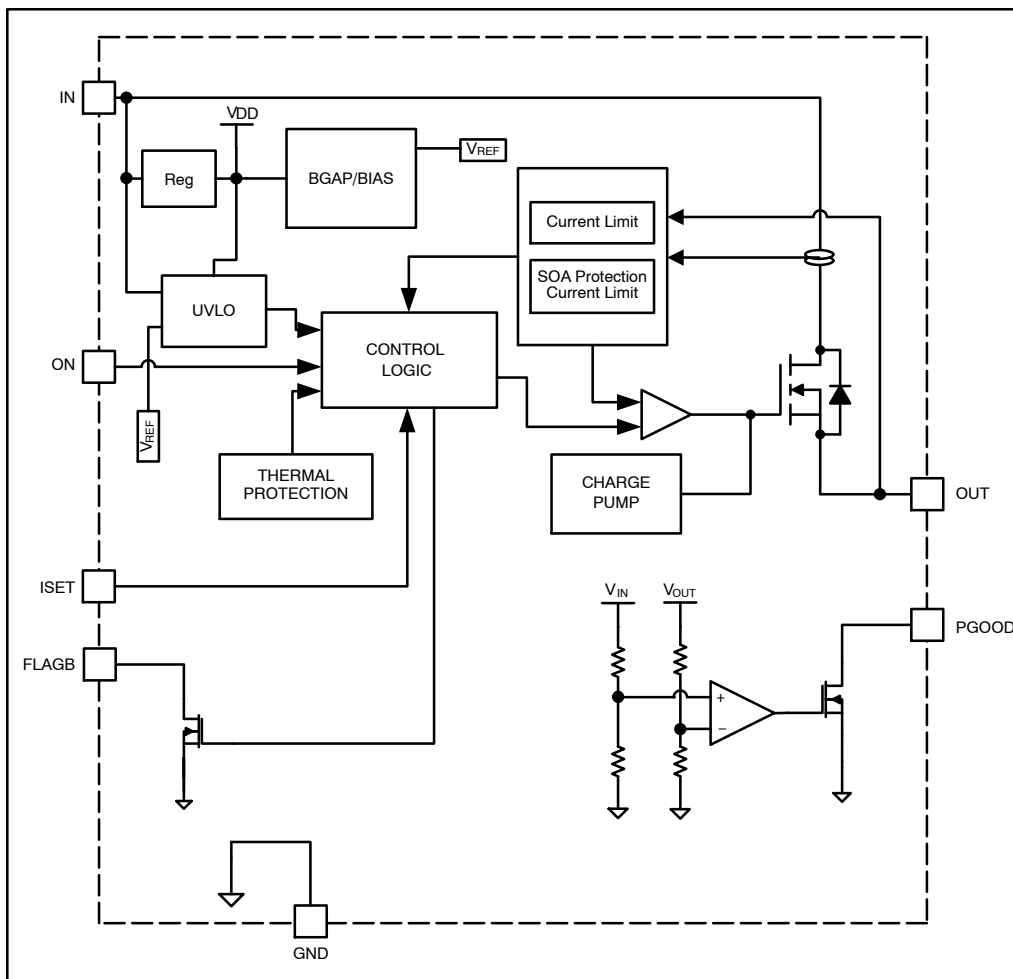 IN
VDD
Reg
BGAP/BIAS
VREF
Current Limit
SOA Protection
Current Limit
UVLO
ON
CONTROL
LOGIC
VREF
THERMAL
PROTECTION
CHARGE
PUMP
OUT
ISET
VIN
VOUT
PGOOD
FLAGB
+
−
GND